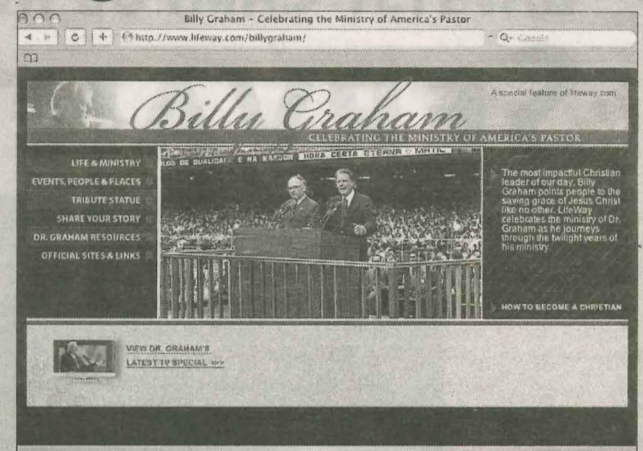 Billy Graham – Celebrating the Ministry of America's Pastor
http://www.lifeway.com/billygraham/
Google
A special feature of lifeway.com
Billy Graham
CELEBRATING THE MINISTRY OF AMERICA'S PASTOR
LIFE & MINISTRY
EVENTS, PEOPLE & PLACES
TRIBUTE STATUE
SHARE YOUR STORY
DR. GRAHAM RESOURCES
OFFICIAL SITES & LINKS
HORA CERTA ETERNA
The most impactful Christian
leader of our day, Billy
Graham points people to the
saving grace of Jesus Christ
like no other. LifeWay
celebrates the ministry of Dr.
Graham as he journeys
through the twilight years of
his ministry.
HOW TO BECOME A CHRISTIAN
VIEW DR. GRAHAM'S
LATEST TV SPECIAL >>>